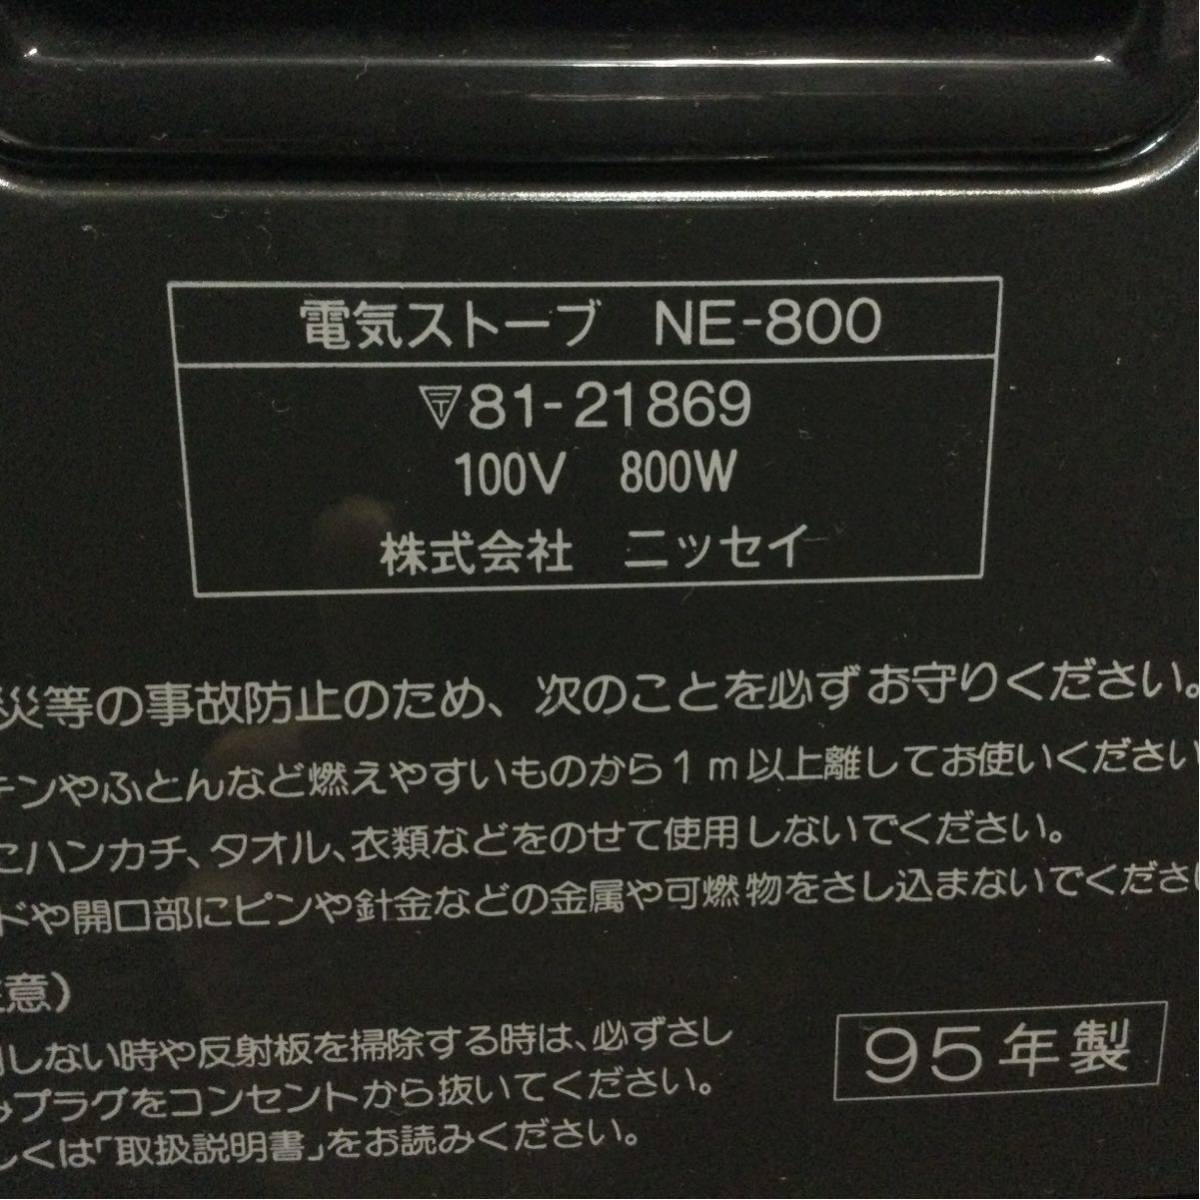 電気ストーブ NE-800
81-21869
100V 800W
株式会社 ニッセイ
災等の事故防止のため、次のことを必ずお守りください。
テンやふとんなど燃えやすいものから1m以上離してお使いください
にハンカチ、タオル、衣類などをのせて使用しないでください。
ドや開口部にピンや針金などの金属や可燃物をさし込まないでくださ
意)
しない時や反射板を掃除する時は、必ずさし
みプラグをコンセントから抜いてください。
しくは「取扱説明書」をお読みください。
95年製